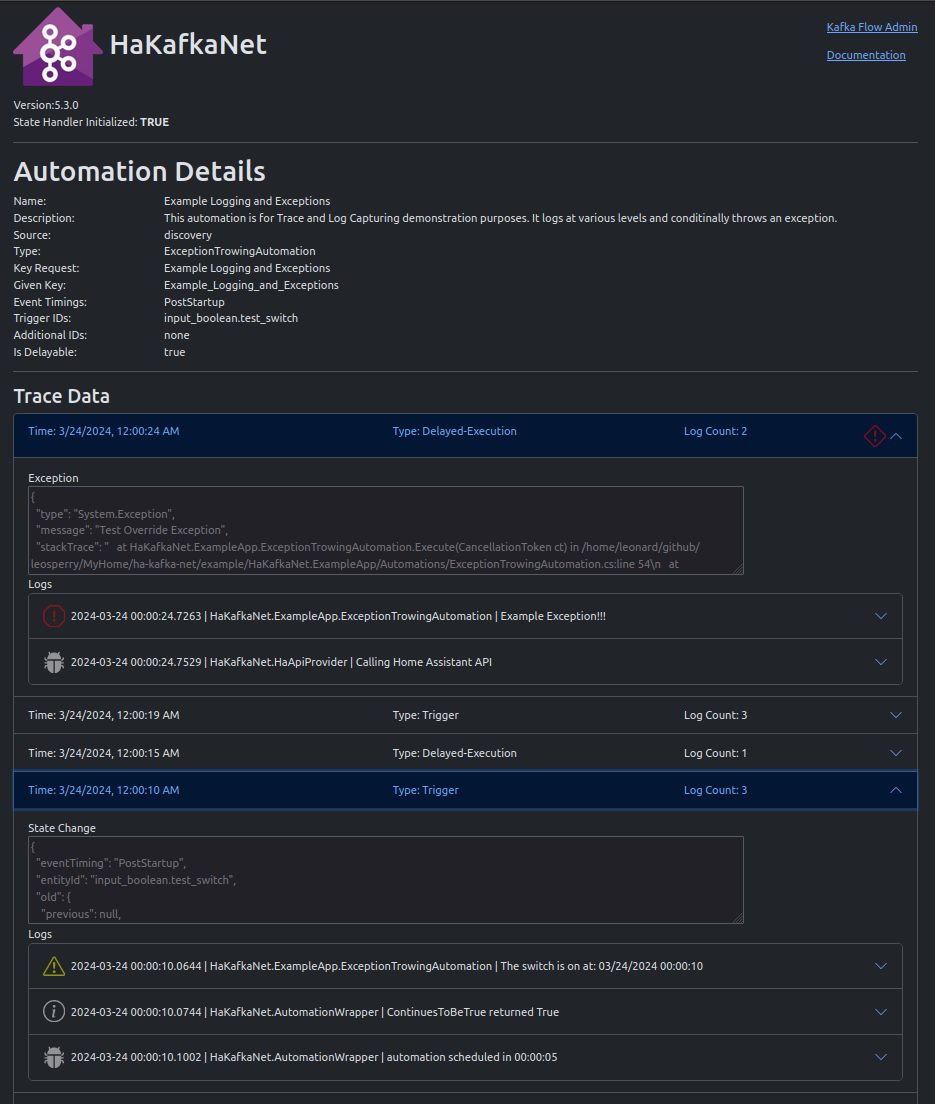 HaKafkaNet
Kafka Flow Admin
Documentation
Version:5.3.0
State Handler Initialized: TRUE
Automation Details
Name: Example Logging and Exceptions
Description: This automation is for Trace and Log Capturing demonstration purposes. It logs at various levels and conditinally throws an exception.
Source: discovery
Type: ExceptionTrowingAutomation
Key Request: Example Logging and Exceptions
Given Key: Example_Logging_and_Exceptions
Event Timings: PostStartup
Trigger IDs: input_boolean.test_switch
Additional IDs: none
Is Delayable: true
Trace Data
Time: 3/24/2024, 12:00:24 AM Type: Delayed-Execution Log Count: 2
Exception
{
"type": "System.Exception",
"message": "Test Override Exception",
"stackTrace": "   at HaKafkaNet.ExampleApp.ExceptionTrowingAutomation.Execute(CancellationToken ct) in /home/leonard/github/
leosperry/MyHome/ha-kafka-net/example/HaKafkaNet.ExampleApp/Automations/ExceptionTrowingAutomation.cs:line 54\n   at
Logs
2024-03-24 00:00:24.7263 | HaKafkaNet.ExampleApp.ExceptionTrowingAutomation | Example Exception!!!
2024-03-24 00:00:24.7529 | HaKafkaNet.HaApiProvider | Calling Home Assistant API
Time: 3/24/2024, 12:00:19 AM Type: Trigger Log Count: 3
Time: 3/24/2024, 12:00:15 AM Type: Delayed-Execution Log Count: 1
Time: 3/24/2024, 12:00:10 AM Type: Trigger Log Count: 3
State Change
{
"eventTiming": "PostStartup",
"entityId": "input_boolean.test_switch",
"old": {
"previous": null,
Logs
2024-03-24 00:00:10.0644 | HaKafkaNet.ExampleApp.ExceptionTrowingAutomation | The switch is on at: 03/24/2024 00:00:10
2024-03-24 00:00:10.0744 | HaKafkaNet.AutomationWrapper | ContinuesToBeTrue returned True
2024-03-24 00:00:10.1002 | HaKafkaNet.AutomationWrapper | automation scheduled in 00:00:05